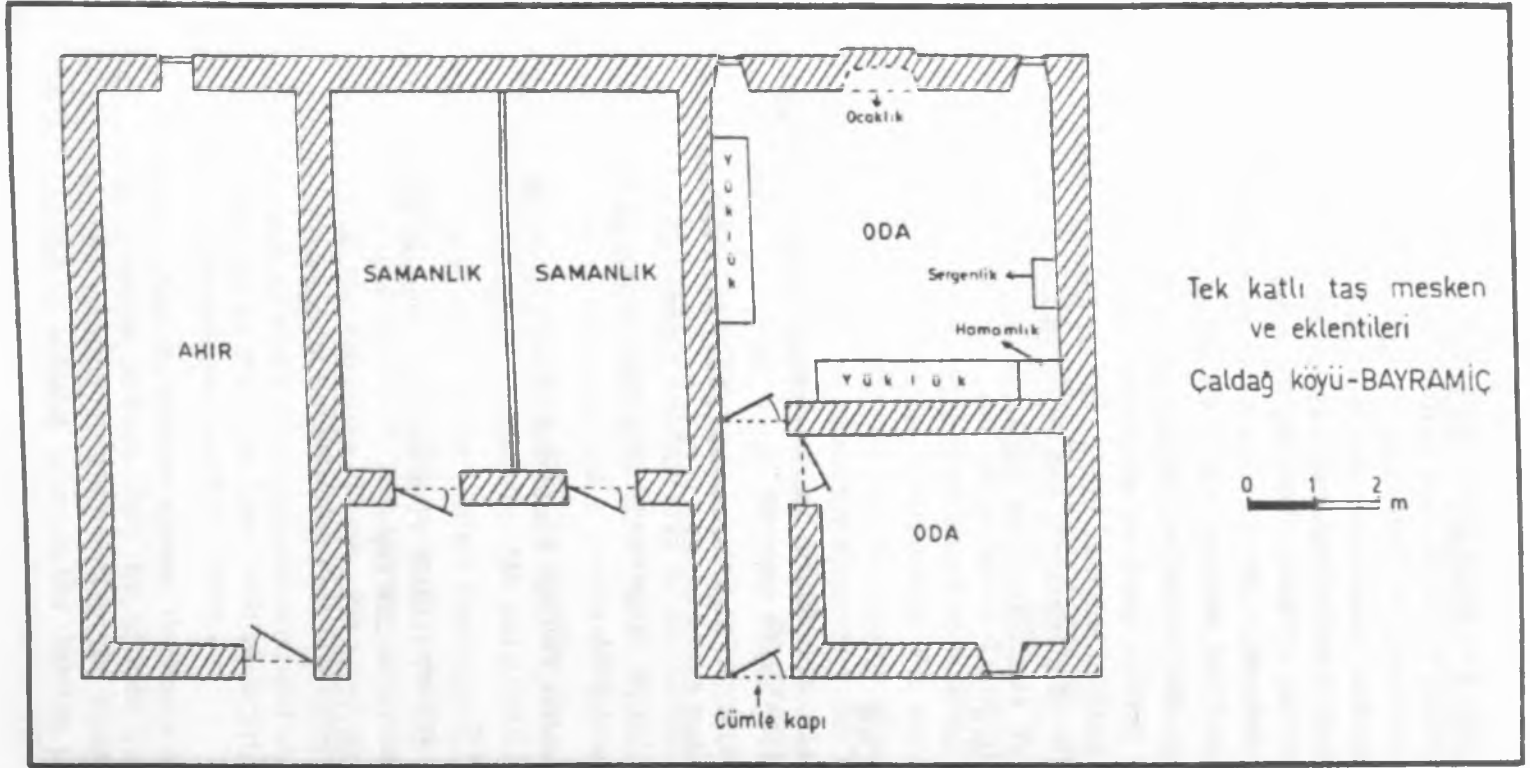 Ocaklık
Yüklük
ODA
SAMANLIK
SAMANLIK
Sergenlik
Hamamlık
AHIR
Yüklük
ODA
Cümle kapı
Tek katlı taş mesken
ve eklentileri
Çaldağ köyü-BAYRAMİÇ
0 1 2
m